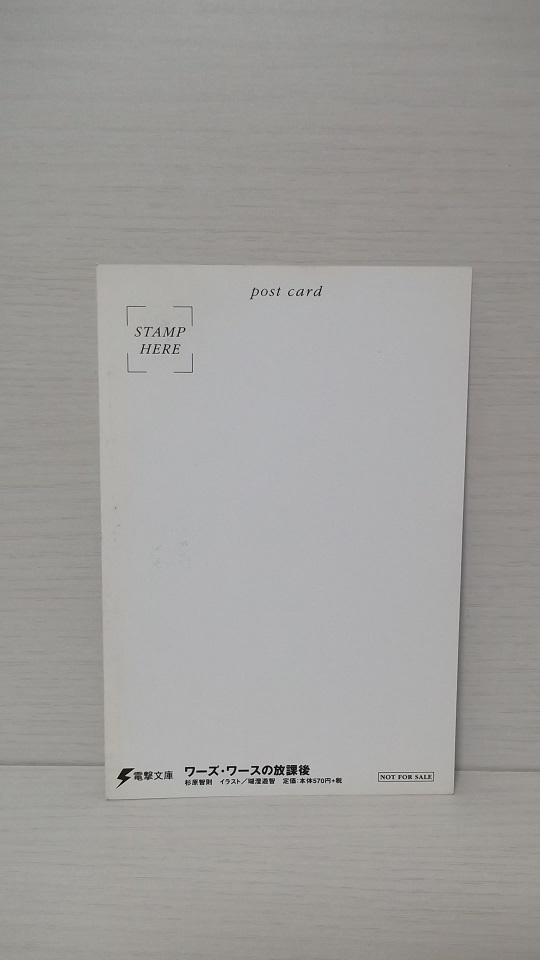 post card
STAMP
HERE
電撃文庫
ワーズ・ワースの放課後
杉原智則 イラスト/瑚澄遊智 定価:本体570円+税
NOT FOR SALE